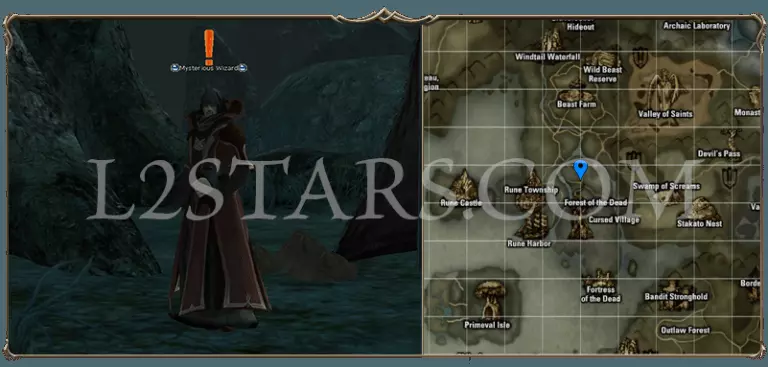 !
Mysterious Wizard
L2STARS.COM
Hideout
Archaic Laboratory
Windtail Waterfall
Wild Beast
Reserve
Beast Farm
Valley of Saints
Devil's Pass
Rune Township
Swamp of Screams
Rune Castle
Forest of the Dead
Cursed Village
Stakato Nest
Rune Harbor
Fortress
of the Dead
Bandit Stronghold
Primeval Isle
Outlaw Forest